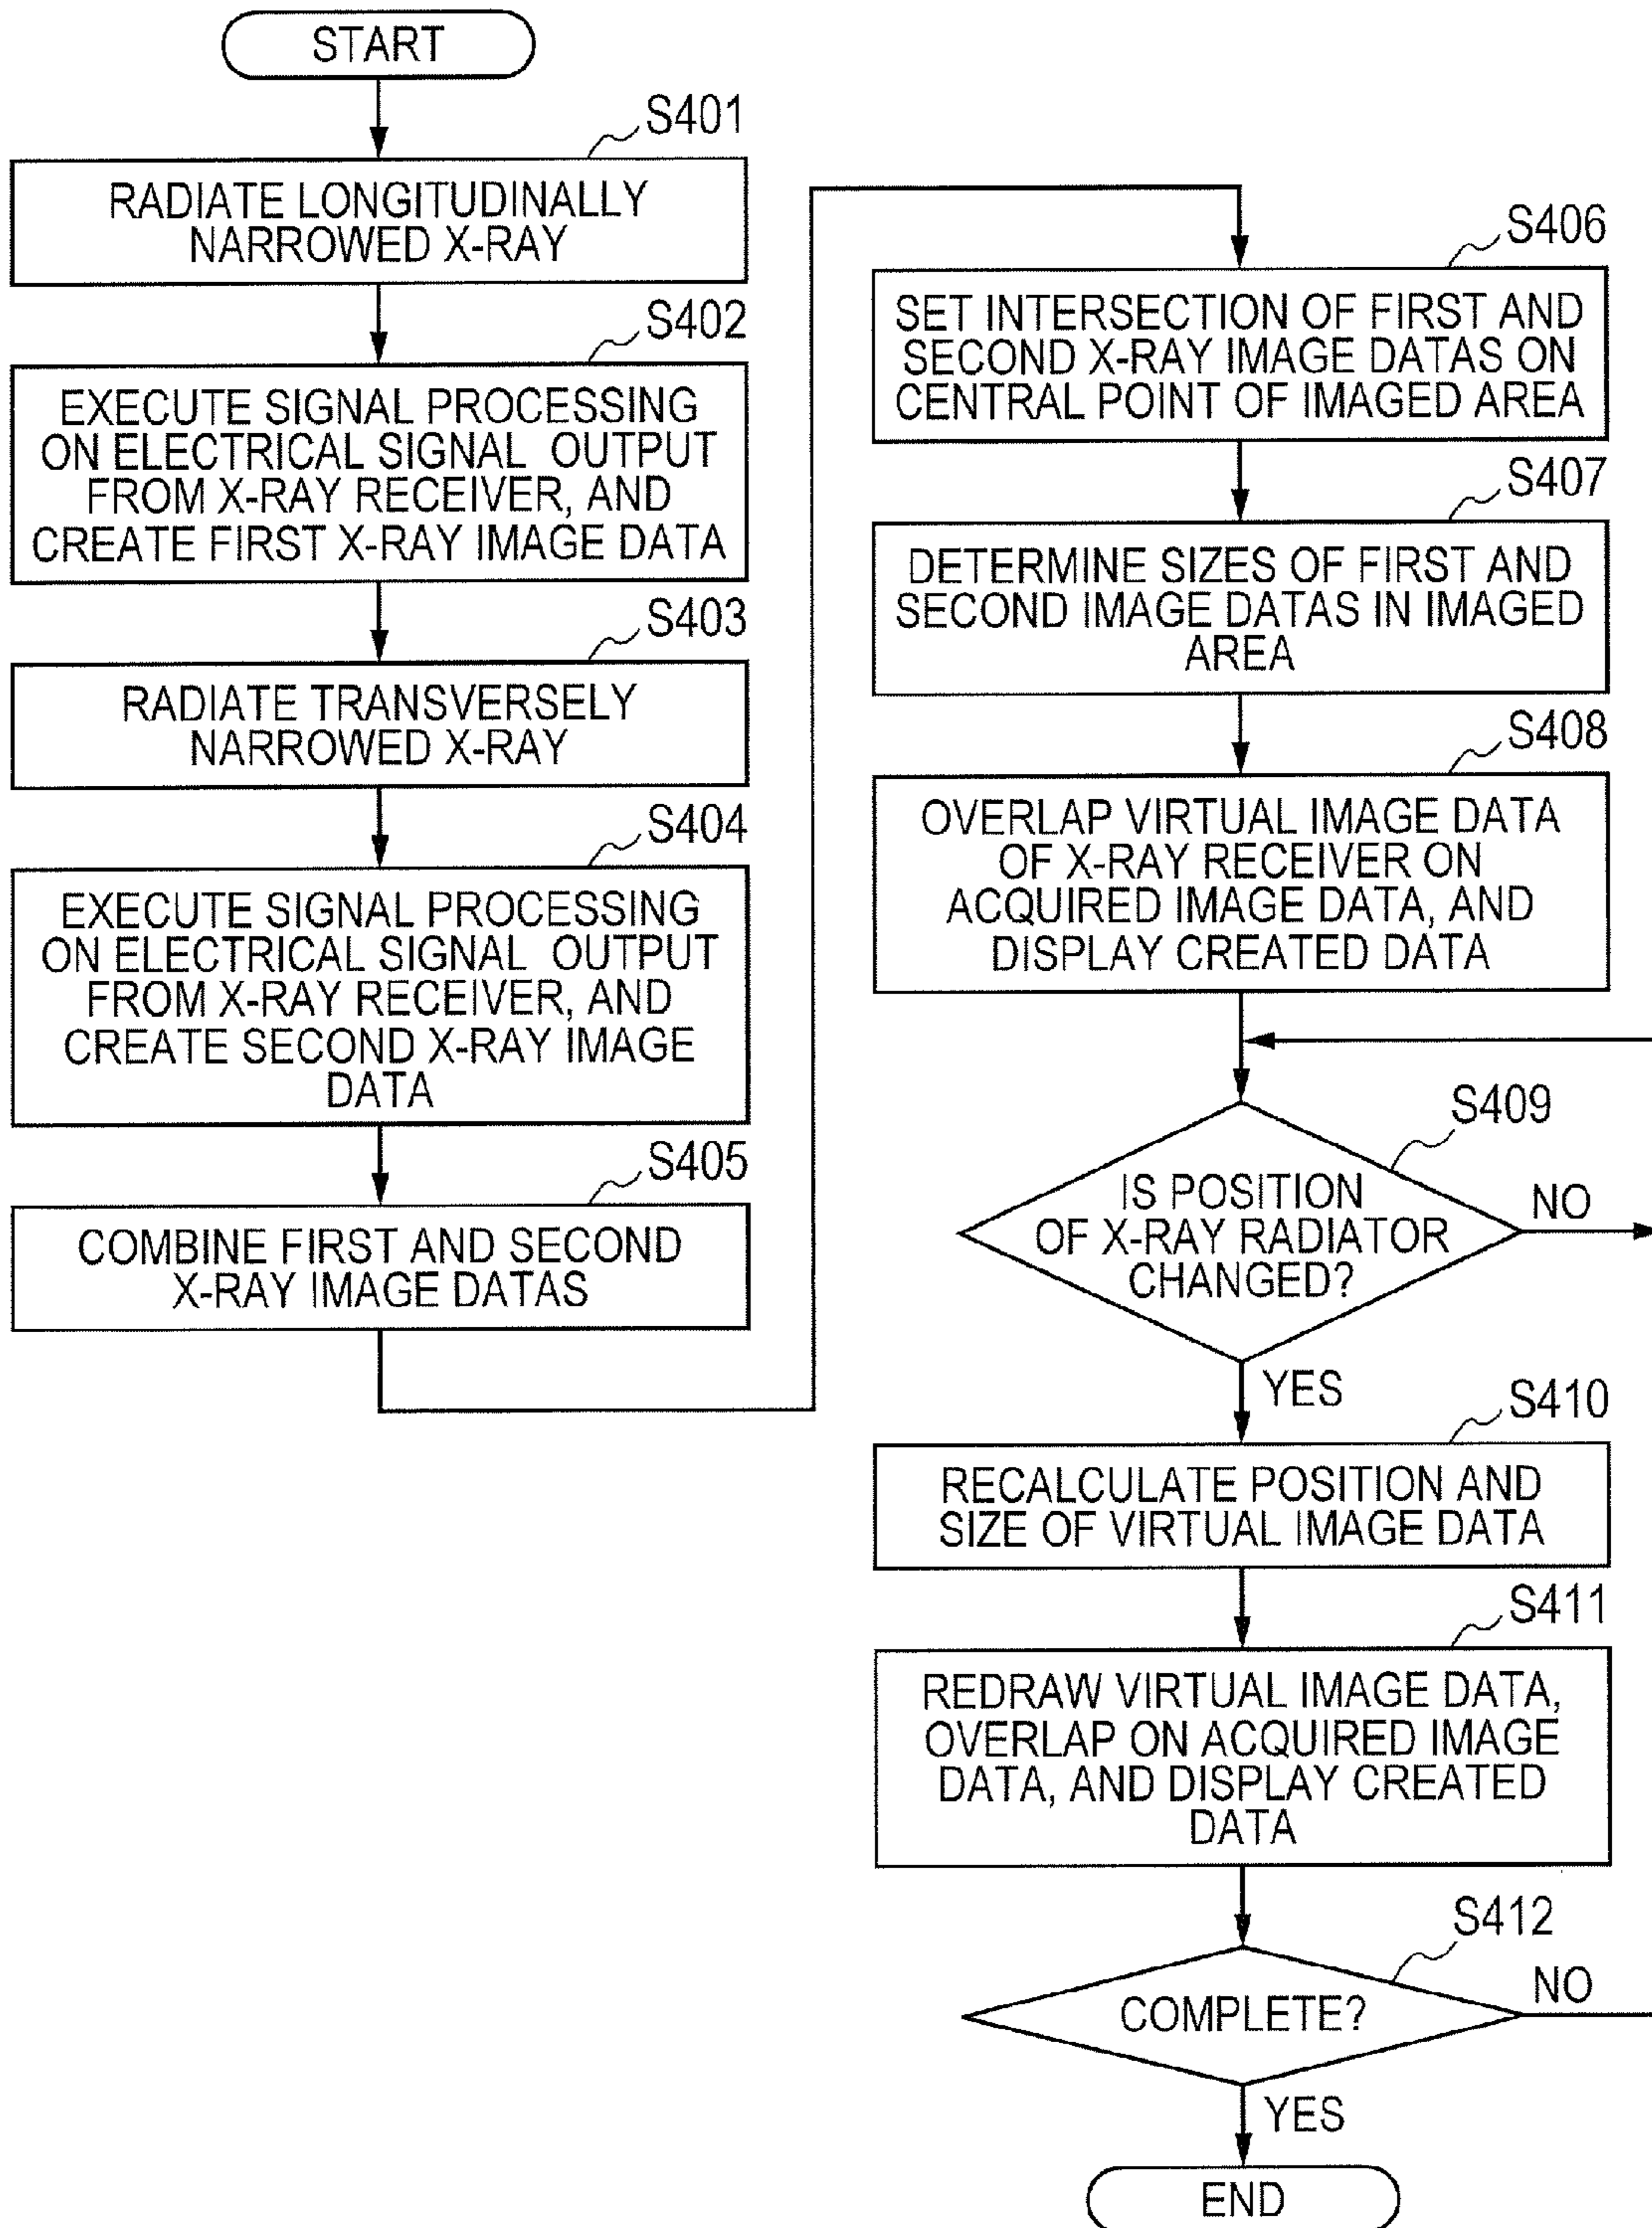 START
S401
RADIATE LONGITUDINALLY
NARROWED X-RAY
S402
EXECUTE SIGNAL PROCESSING
ON ELECTRICAL SIGNAL OUTPUT
FROM X-RAY RECEIVER, AND
CREATE FIRST X-RAY IMAGE DATA
S403
RADIATE TRANSVERSELY
NARROWED X-RAY
S404
EXECUTE SIGNAL PROCESSING
ON ELECTRICAL SIGNAL OUTPUT
FROM X-RAY RECEIVER, AND
CREATE SECOND X-RAY IMAGE
DATA
S405
COMBINE FIRST AND SECOND
X-RAY IMAGE DATAS
S406
SET INTERSECTION OF FIRST AND
SECOND X-RAY IMAGE DATAS ON
CENTRAL POINT OF IMAGED AREA
S407
DETERMINE SIZES OF FIRST AND
SECOND IMAGE DATAS IN IMAGED
AREA
S408
OVERLAP VIRTUAL IMAGE DATA
OF X-RAY RECEIVER ON
ACQUIRED IMAGE DATA, AND
DISPLAY CREATED DATA
S409
IS POSITION
OF X-RAY RADIATOR
CHANGED?
NO
YES
S410
RECALCULATE POSITION AND
SIZE OF VIRTUAL IMAGE DATA
S411
REDRAW VIRTUAL IMAGE DATA,
OVERLAP ON ACQUIRED IMAGE
DATA, AND DISPLAY CREATED
DATA
S412
COMPLETE?
NO
YES
END